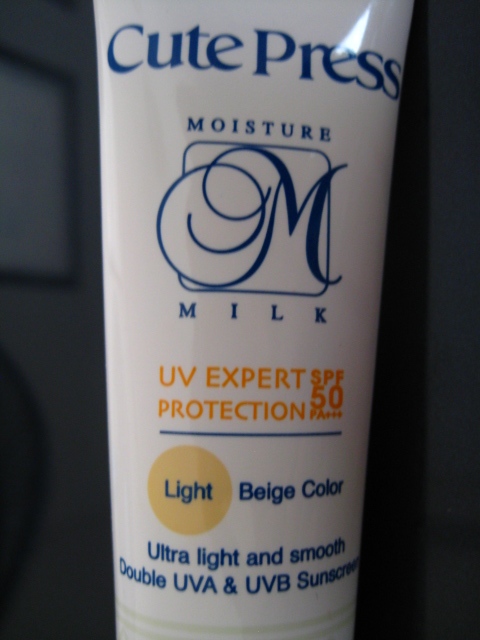 Cute Press
MOISTURE
M
MILK
UV EXPERT SPF
PROTECTION 50
PA+++
Light Beige Color
Ultra light and smooth
Double UVA & UVB Sunscreen